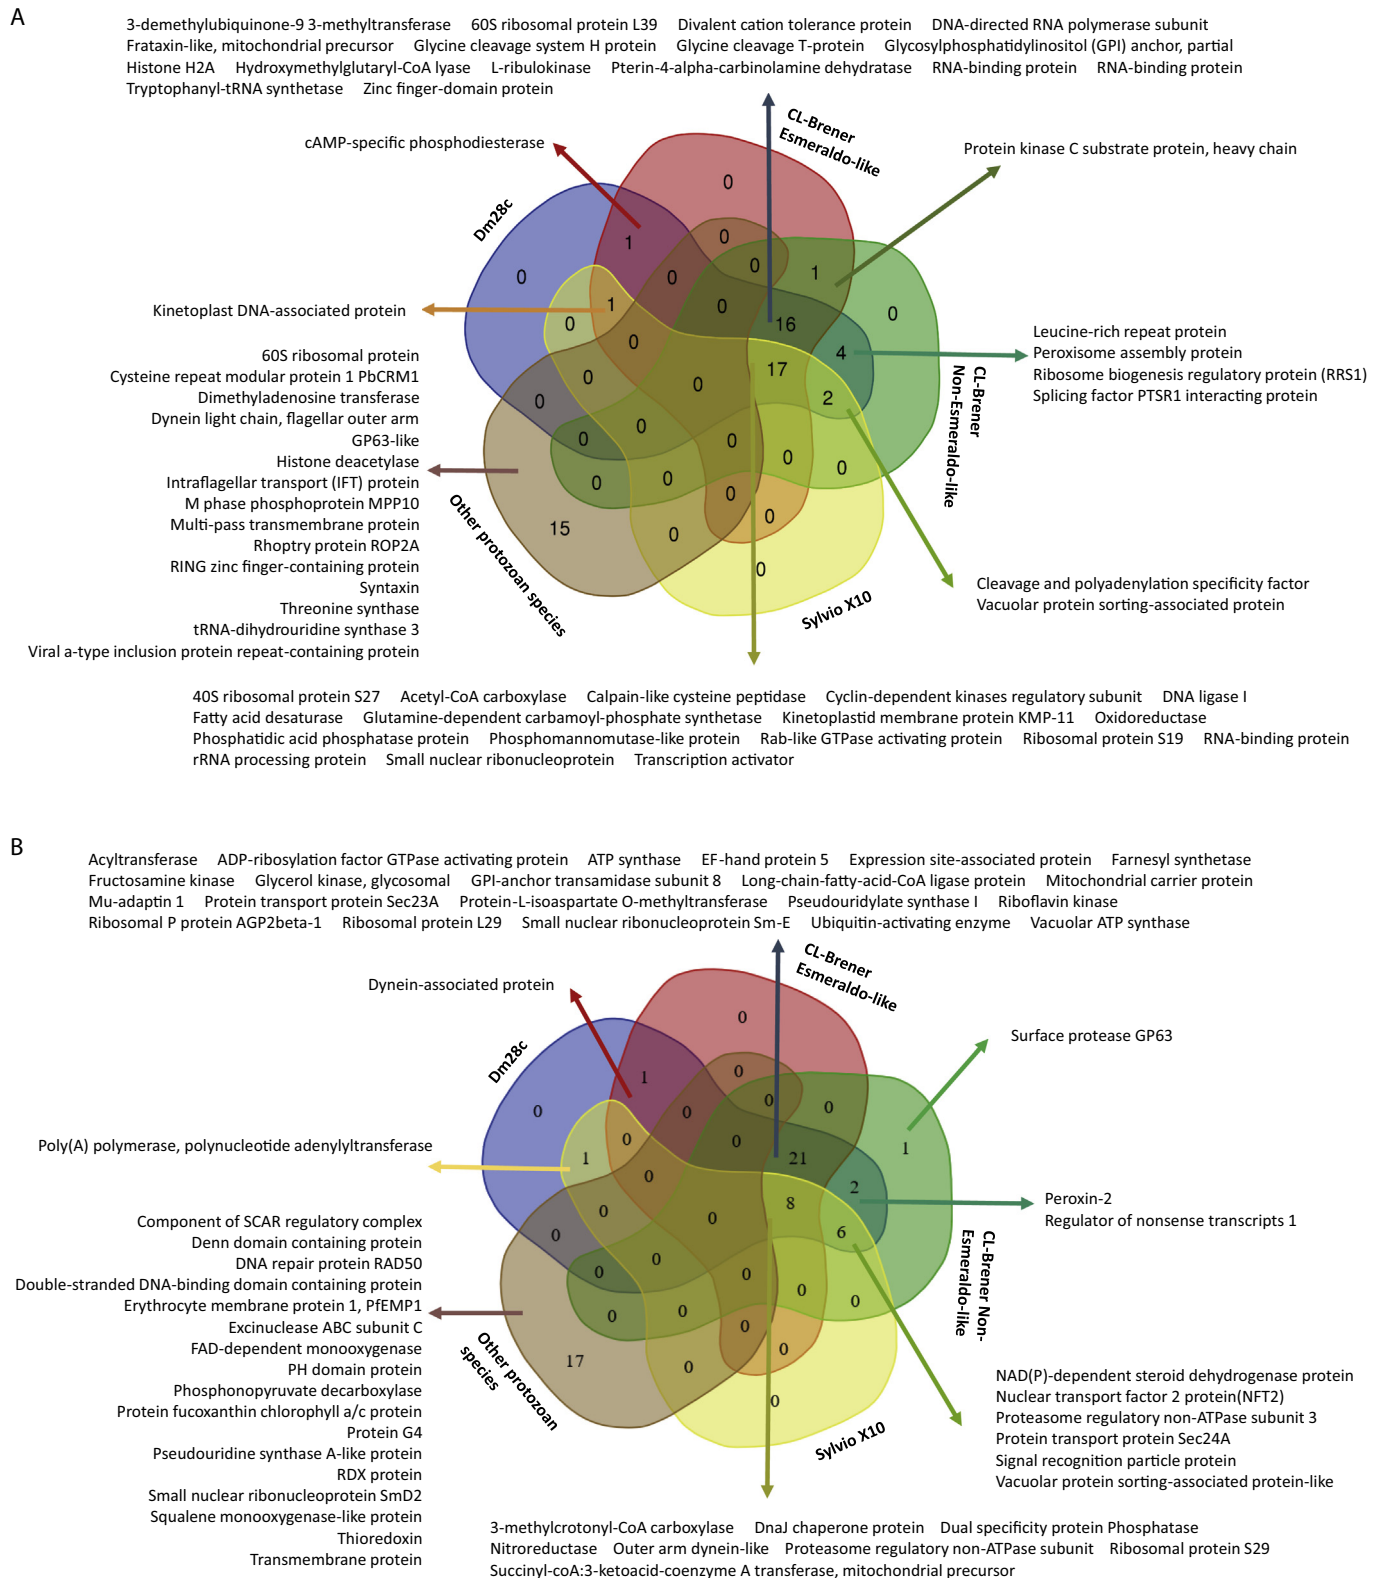 A
3-demethylubiquinone-9 3-methyltransferase 60S ribosomal protein L39 Divalent cation tolerance protein DNA-directed RNA polymerase subunit
Frataxin-like, mitochondrial precursor Glycine cleavage system H protein Glycine cleavage T-protein Glycosylphosphatidylinositol (GPI) anchor, partial
Histone H2A Hydroxymethylglutaryl-CoA lyase L-ribulokinase Pterin-4-alpha-carbinolamine dehydratase RNA-binding protein RNA-binding protein
Tryptophanyl-tRNA synthetase Zinc finger-domain protein
CL-Brener
Esmeraldo-like
cAMP-specific phosphodiesterase
Protein kinase C substrate protein, heavy chain
Dm28c
0
0
1
0
0
0
0
1
0
Kinetoplast DNA-associated protein
1
0
0
16
0
0
4
Leucine-rich repeat protein
Peroxisome assembly protein
Ribosome biogenesis regulatory protein (RRS1)
Splicing factor PTSR1 interacting protein
CL-Brener
Non-Esmeraldo-like
17
0
0
2
0
0
0
0
0
0
0
0
0
0
0
0
15
0
0
60S ribosomal protein
Cysteine repeat modular protein 1 PbCRM1
Dimethyladenosine transferase
Dynein light chain, flagellar outer arm
GP63-like
Histone deacetylase
Intraflagellar transport (IFT) protein
M phase phosphoprotein MPP10
Multi-pass transmembrane protein
Rhoptry protein ROP2A
RING zinc finger-containing protein
Syntaxin
Threonine synthase
tRNA-dihydrouridine synthase 3
Viral a-type inclusion protein repeat-containing protein
Other protozoan species
Sylvio X10
Cleavage and polyadenylation specificity factor
Vacuolar protein sorting-associated protein
40S ribosomal protein S27 Acetyl-CoA carboxylase Calpain-like cysteine peptidase Cyclin-dependent kinases regulatory subunit DNA ligase I
Fatty acid desaturase Glutamine-dependent carbamoyl-phosphate synthetase Kinetoplastid membrane protein KMP-11 Oxidoreductase
Phosphatidic acid phosphatase protein Phosphomannomutase-like protein Rab-like GTPase activating protein Ribosomal protein S19 RNA-binding protein
rRNA processing protein Small nuclear ribonucleoprotein Transcription activator
B
Acyltransferase ADP-ribosylation factor GTPase activating protein ATP synthase EF-hand protein 5 Expression site-associated protein Farnesyl synthetase
Fructosamine kinase Glycerol kinase, glycosomal GPI-anchor transamidase subunit 8 Long-chain-fatty-acid-CoA ligase protein Mitochondrial carrier protein
Mu-adaptin 1 Protein transport protein Sec23A Protein-L-isoaspartate O-methyltransferase Pseudouridylate synthase I Riboflavin kinase
Ribosomal P protein AGP2beta-1 Ribosomal protein L29 Small nuclear ribonucleoprotein Sm-E Ubiquitin-activating enzyme Vacuolar ATP synthase
CL-Brener
Esmeraldo-like
Dynein-associated protein
Surface protease GP63
Dm28c
0
0
1
0
0
0
0
0
0
1
Poly(A) polymerase, polynucleotide adenylyltransferase
1
0
21
0
2
Peroxin-2
Regulator of nonsense transcripts 1
CL-Brener Non-
Esmeraldo-like
0
8
0
6
0
0
0
0
0
0
0
0
0
0
0
17
0
0
0
Component of SCAR regulatory complex
Denn domain containing protein
DNA repair protein RAD50
Double-stranded DNA-binding domain containing protein
Erythrocyte membrane protein 1, PfEMP1
Excinuclease ABC subunit C
FAD-dependent monooxygenase
PH domain protein
Phosphonopyruvate decarboxylase
Protein fucoxanthin chlorophyll a/c protein
Protein G4
Pseudouridine synthase A-like protein
RDX protein
Small nuclear ribonucleoprotein SmD2
Squalene monooxygenase-like protein
Thioredoxin
Transmembrane protein
Other protozoan
species
Sylvio X10
NAD(P)-dependent steroid dehydrogenase protein
Nuclear transport factor 2 protein(NFT2)
Proteasome regulatory non-ATPase subunit 3
Protein transport protein Sec24A
Signal recognition particle protein
Vacuolar protein sorting-associated protein-like
3-methylcrotonyl-CoA carboxylase DnaJ chaperone protein Dual specificity protein Phosphatase
Nitroreductase Outer arm dynein-like Proteasome regulatory non-ATPase subunit Ribosomal protein S29
Succinyl-coA:3-ketoacid-coenzyme A transferase, mitochondrial precursor